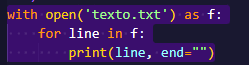 with open('texto.txt') as f:
    for line in f:
        print(line, end="")